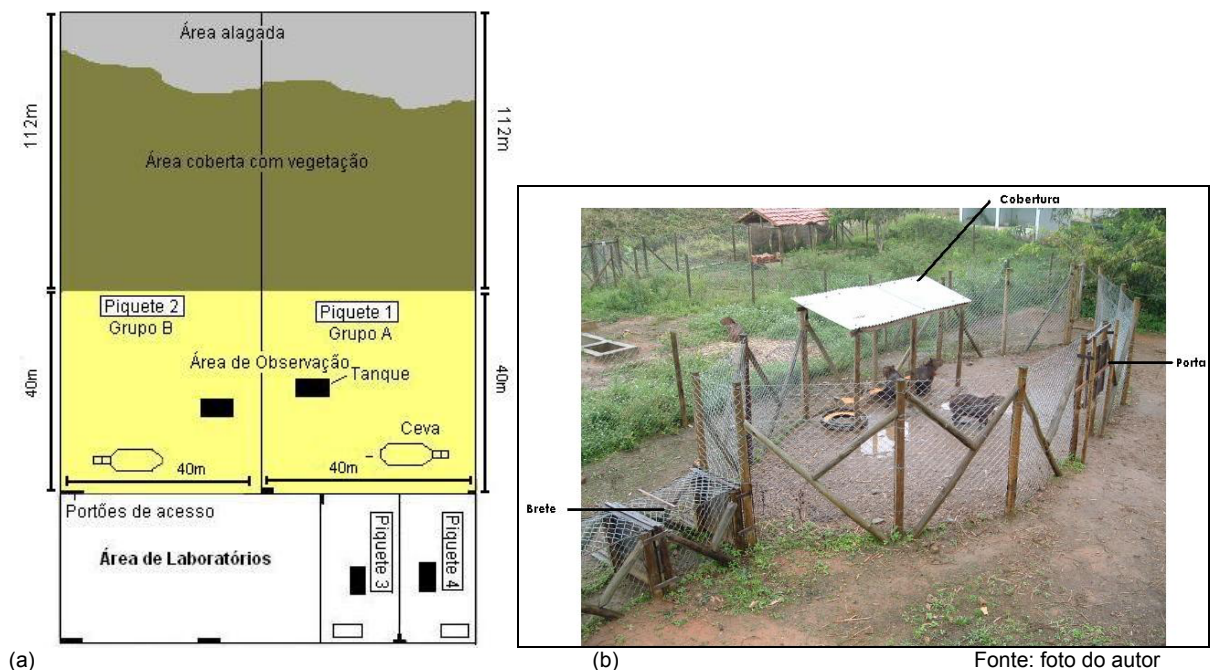 Área alagada
112m
112m
Área coberta com vegetação
Piquete 2
Grupo B
Piquete 1
Grupo A
Área de Observação
Tanque
40m
40m
Ceva
40m
40m
Portões de acesso
Área de Laboratórios
Piquete 3
Piquete 4
(a)
Cobertura
Porta
Brete
(b)
Fonte: foto do autor